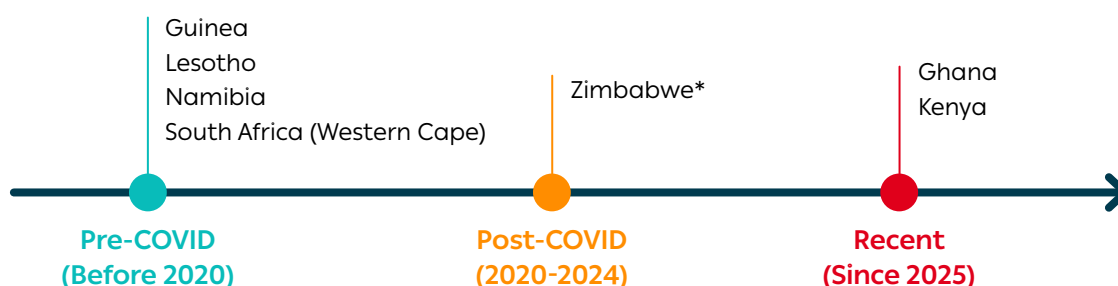 Guinea
Lesotho
Namibia
South Africa (Western Cape)
Zimbabwe*
Ghana
Kenya
Pre-COVID
(Before 2020)
Post-COVID
(2020-2024)
Recent
(Since 2025)